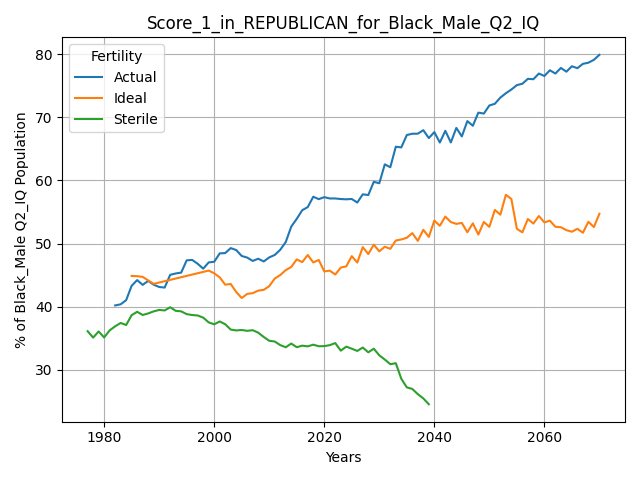 Score_1_in_REPUBLICAN_for_Black_Male_Q2_IQ
Fertility
Actual
Ideal
Sterile
% of Black_Male Q2_IQ Population
80
70
60
50
40
30
1980
2000
2020
2040
2060
Years